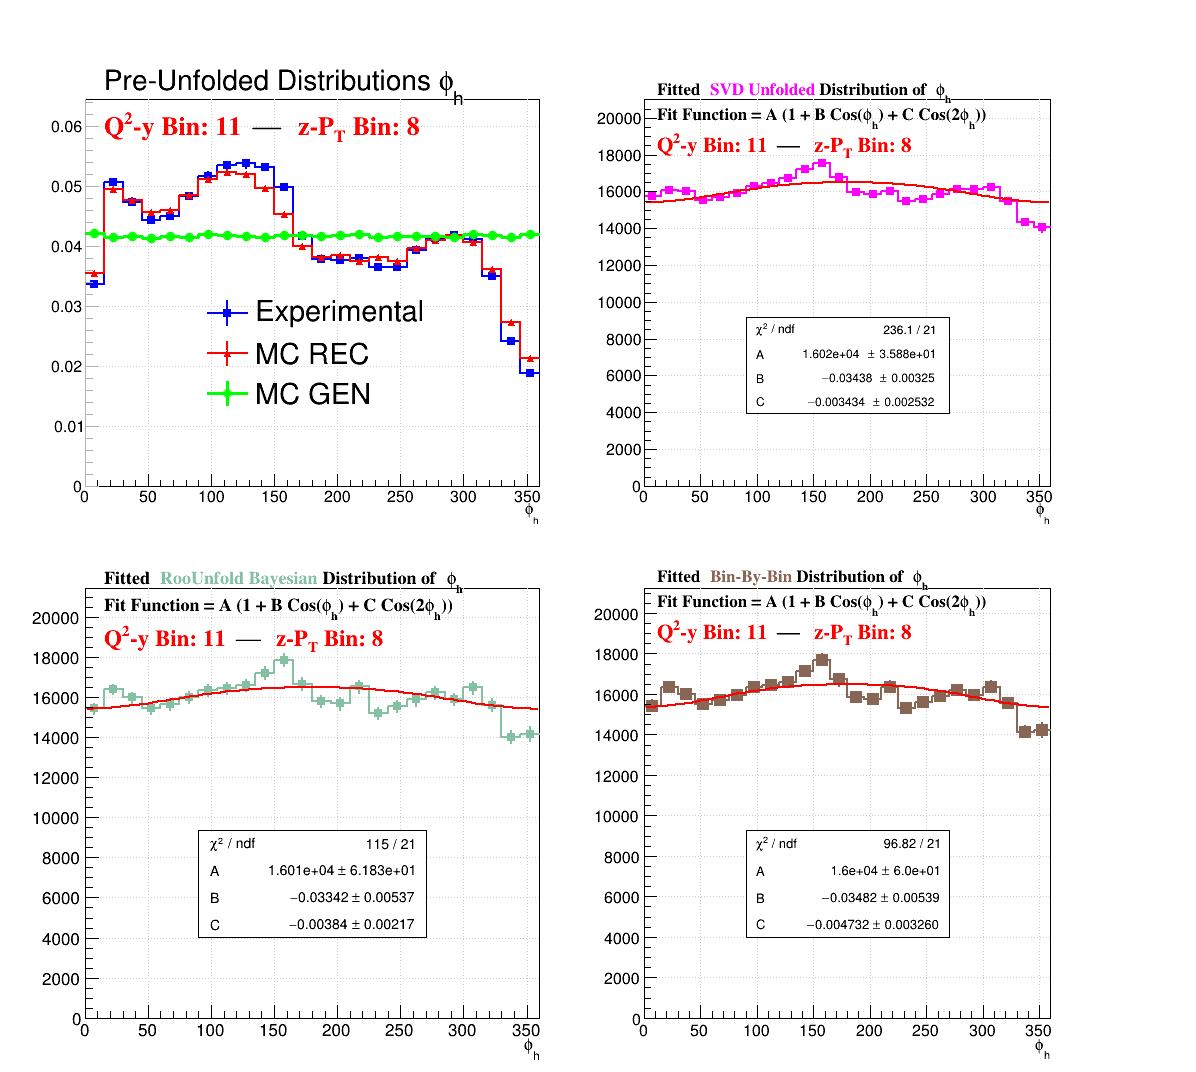 Pre-Unfolded Distributions ϕh
Q2-y Bin: 11 — z-PT Bin: 8
0.06
0.05
0.04
0.03
0.02
0.01
0
Experimental
MC REC
MC GEN
0 50 100 150 200 250 300 350
ϕh
Fitted SVD Unfolded Distribution of ϕh
Fit Function = A (1 + B Cos(ϕh) + C Cos(2ϕh))
Q2-y Bin: 11 — z-PT Bin: 8
20000
18000
16000
14000
12000
10000
8000
6000
4000
2000
0
χ2 / ndf 236.1 / 21
A 1.602e+04 ± 3.588e+01
B −0.03438 ± 0.00325
C −0.003434 ± 0.002532
0 50 100 150 200 250 300 350
ϕh
Fitted RooUnfold Bayesian Distribution of ϕh
Fit Function = A (1 + B Cos(ϕh) + C Cos(2ϕh))
Q2-y Bin: 11 — z-PT Bin: 8
20000
18000
16000
14000
12000
10000
8000
6000
4000
2000
0
χ2 / ndf 115 / 21
A 1.601e+04 ± 6.183e+01
B −0.03342 ± 0.00537
C −0.00384 ± 0.00217
0 50 100 150 200 250 300 350
ϕh
Fitted Bin-By-Bin Distribution of ϕh
Fit Function = A (1 + B Cos(ϕh) + C Cos(2ϕh))
Q2-y Bin: 11 — z-PT Bin: 8
20000
18000
16000
14000
12000
10000
8000
6000
4000
2000
0
χ2 / ndf 96.82 / 21
A 1.6e+04 ± 6.0e+01
B −0.03482 ± 0.00539
C −0.004732 ± 0.003260
0 50 100 150 200 250 300 350
ϕh